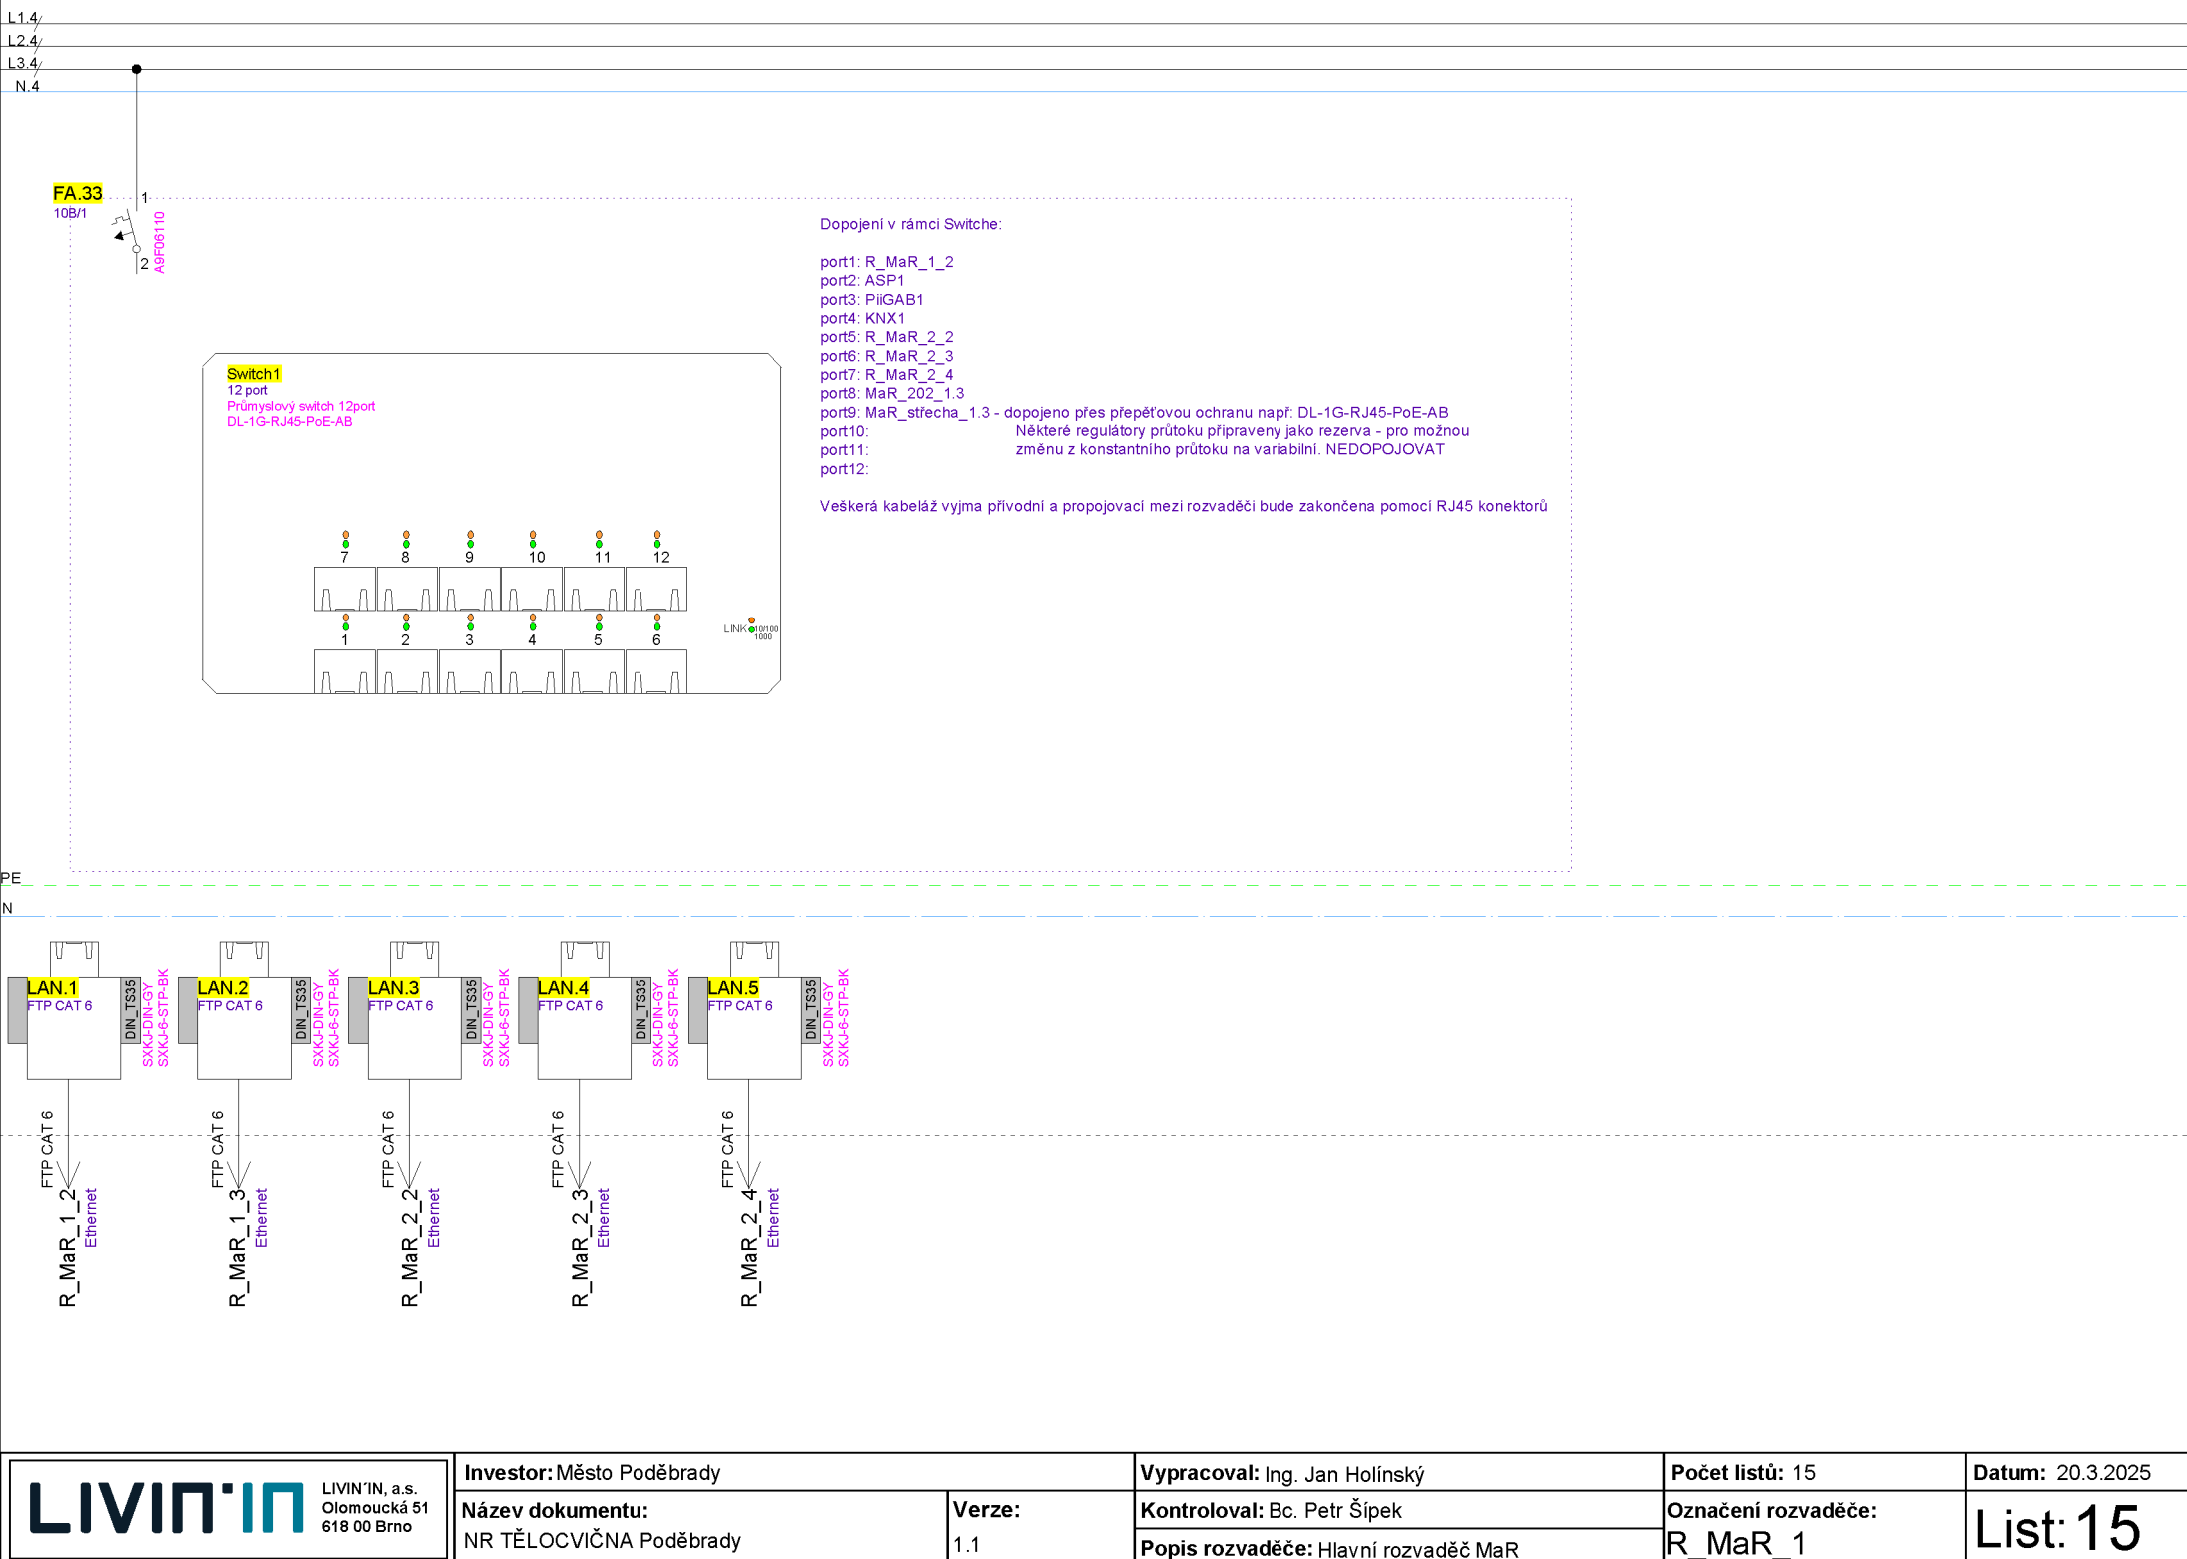 L1.4
L2.4
L3.4
N.4
FA.33
10B/1
1
2
A9F06110
Dopojení v rámci Switche:
port1: R_MaR_1_2
port2: ASP1
port3: PiiGAB1
port4: KNX1
port5: R_MaR_2_2
port6: R_MaR_2_3
port7: R_MaR_2_4
port8: MaR_202_1.3
port9: MaR_střecha_1.3 - dopojeno přes přepěťovou ochranu např: DL-1G-RJ45-PoE-AB
port10: Některé regulátory průtoku připraveny jako rezerva - pro možnou
port11: změnu z konstantního průtoku na variabilní. NEDOPOJOVAT
port12:
Veškerá kabeláž vyjma přívodní a propojovací mezi rozvaděči bude zakončena pomocí RJ45 konektorů
Switch1
12 port
Průmyslový switch 12port
DL-1G-RJ45-PoE-AB
7 8 9 10 11 12
1 2 3 4 5 6
LINK 10/100
1000
PE
N
LAN.1
FTP CAT 6
DIN_TS35
SXKJ-DIN-GY
SXKJ-6-STP-BK
FTP CAT 6
R_MaR_1_2
Ethernet
LAN.2
FTP CAT 6
DIN_TS35
SXKJ-DIN-GY
SXKJ-6-STP-BK
FTP CAT 6
R_MaR_1_3
Ethernet
LAN.3
FTP CAT 6
DIN_TS35
SXKJ-DIN-GY
SXKJ-6-STP-BK
FTP CAT 6
R_MaR_2_2
Ethernet
LAN.4
FTP CAT 6
DIN_TS35
SXKJ-DIN-GY
SXKJ-6-STP-BK
FTP CAT 6
R_MaR_2_3
Ethernet
LAN.5
FTP CAT 6
DIN_TS35
SXKJ-DIN-GY
SXKJ-6-STP-BK
FTP CAT 6
R_MaR_2_4
Ethernet
LIVIN'IN
LIVIN´IN, a.s.
Olomoucká 51
618 00 Brno
Investor: Město Poděbrady
Název dokumentu:
NR TĚLOCVIČNA Poděbrady
Verze:
1.1
Vypracoval: Ing. Jan Holínský
Kontroloval: Bc. Petr Šípek
Popis rozvaděče: Hlavní rozvaděč MaR
Počet listů: 15
Označení rozvaděče:
R_MaR_1
Datum: 20.3.2025
List: 15